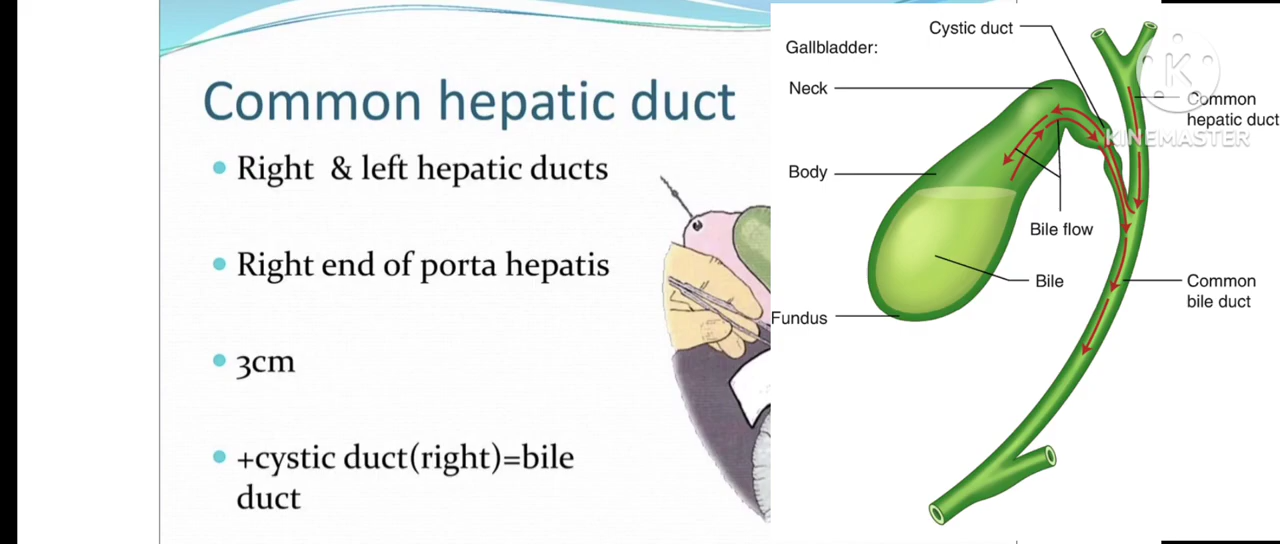 Common hepatic duct
Right & left hepatic ducts
Right end of porta hepatis
3cm
+cystic duct(right)=bile
duct
Cystic duct
Gallbladder:
Neck
Common
hepatic duct
Body
Bile flow
Bile
Common
bile duct
Fundus
K
KINEMASTER